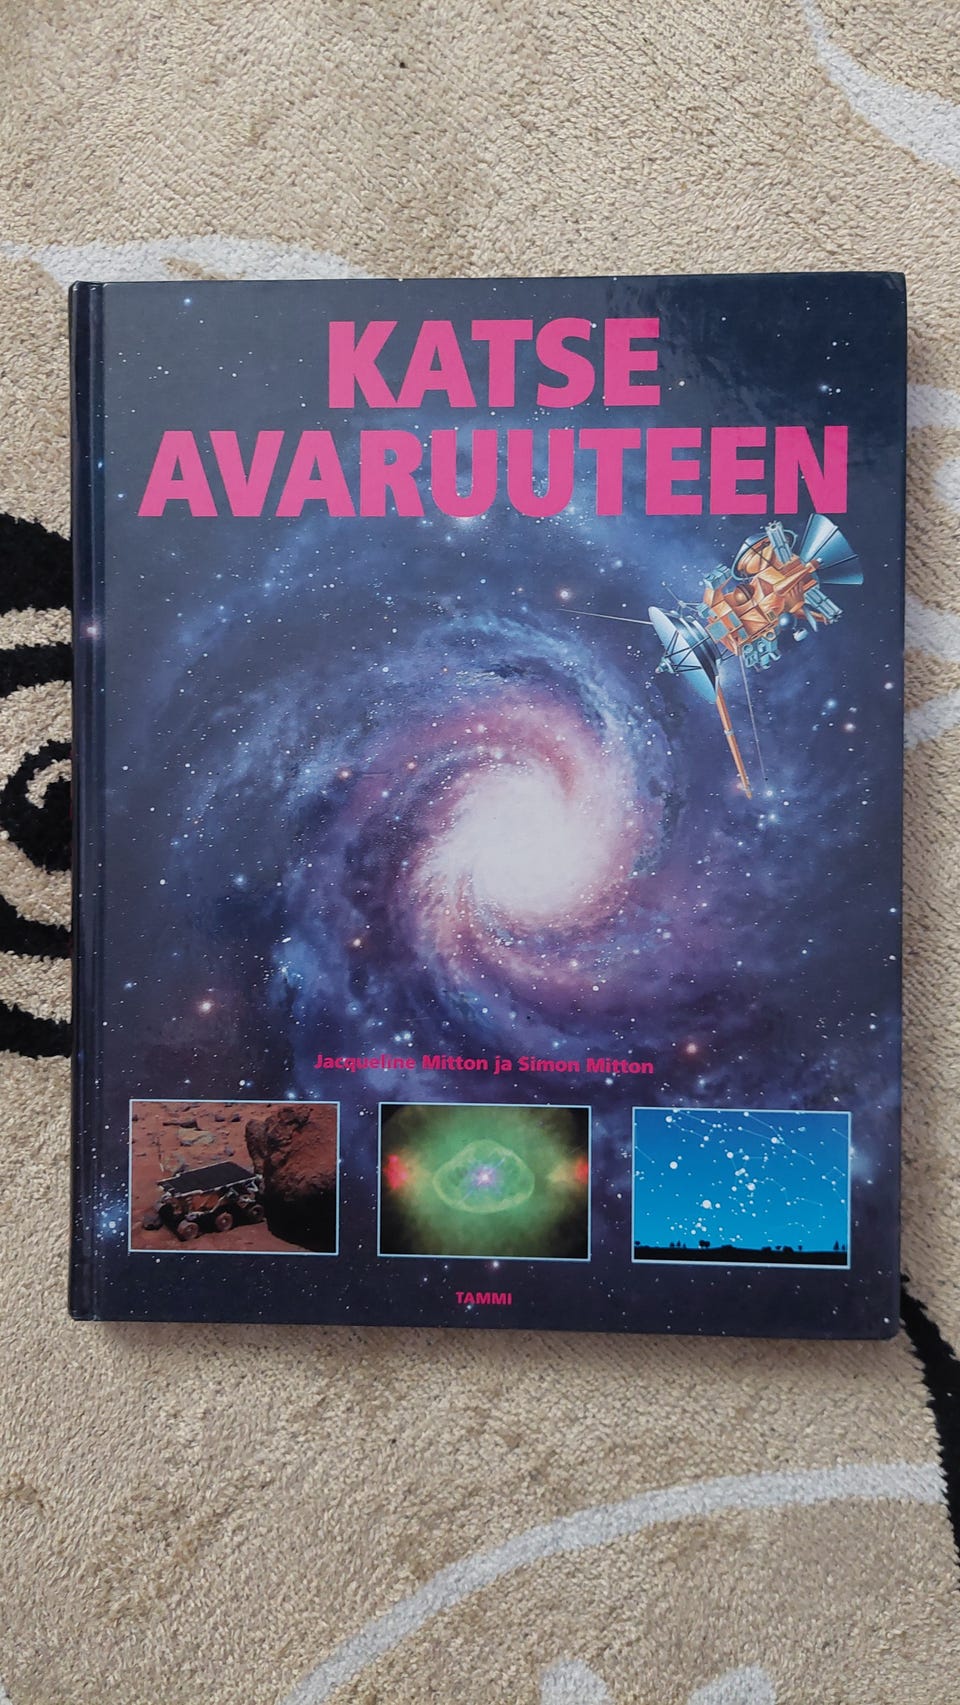 KATSE
AVARUUTEEN
Jacqueline Mitton ja Simon Mitton
TAMMI